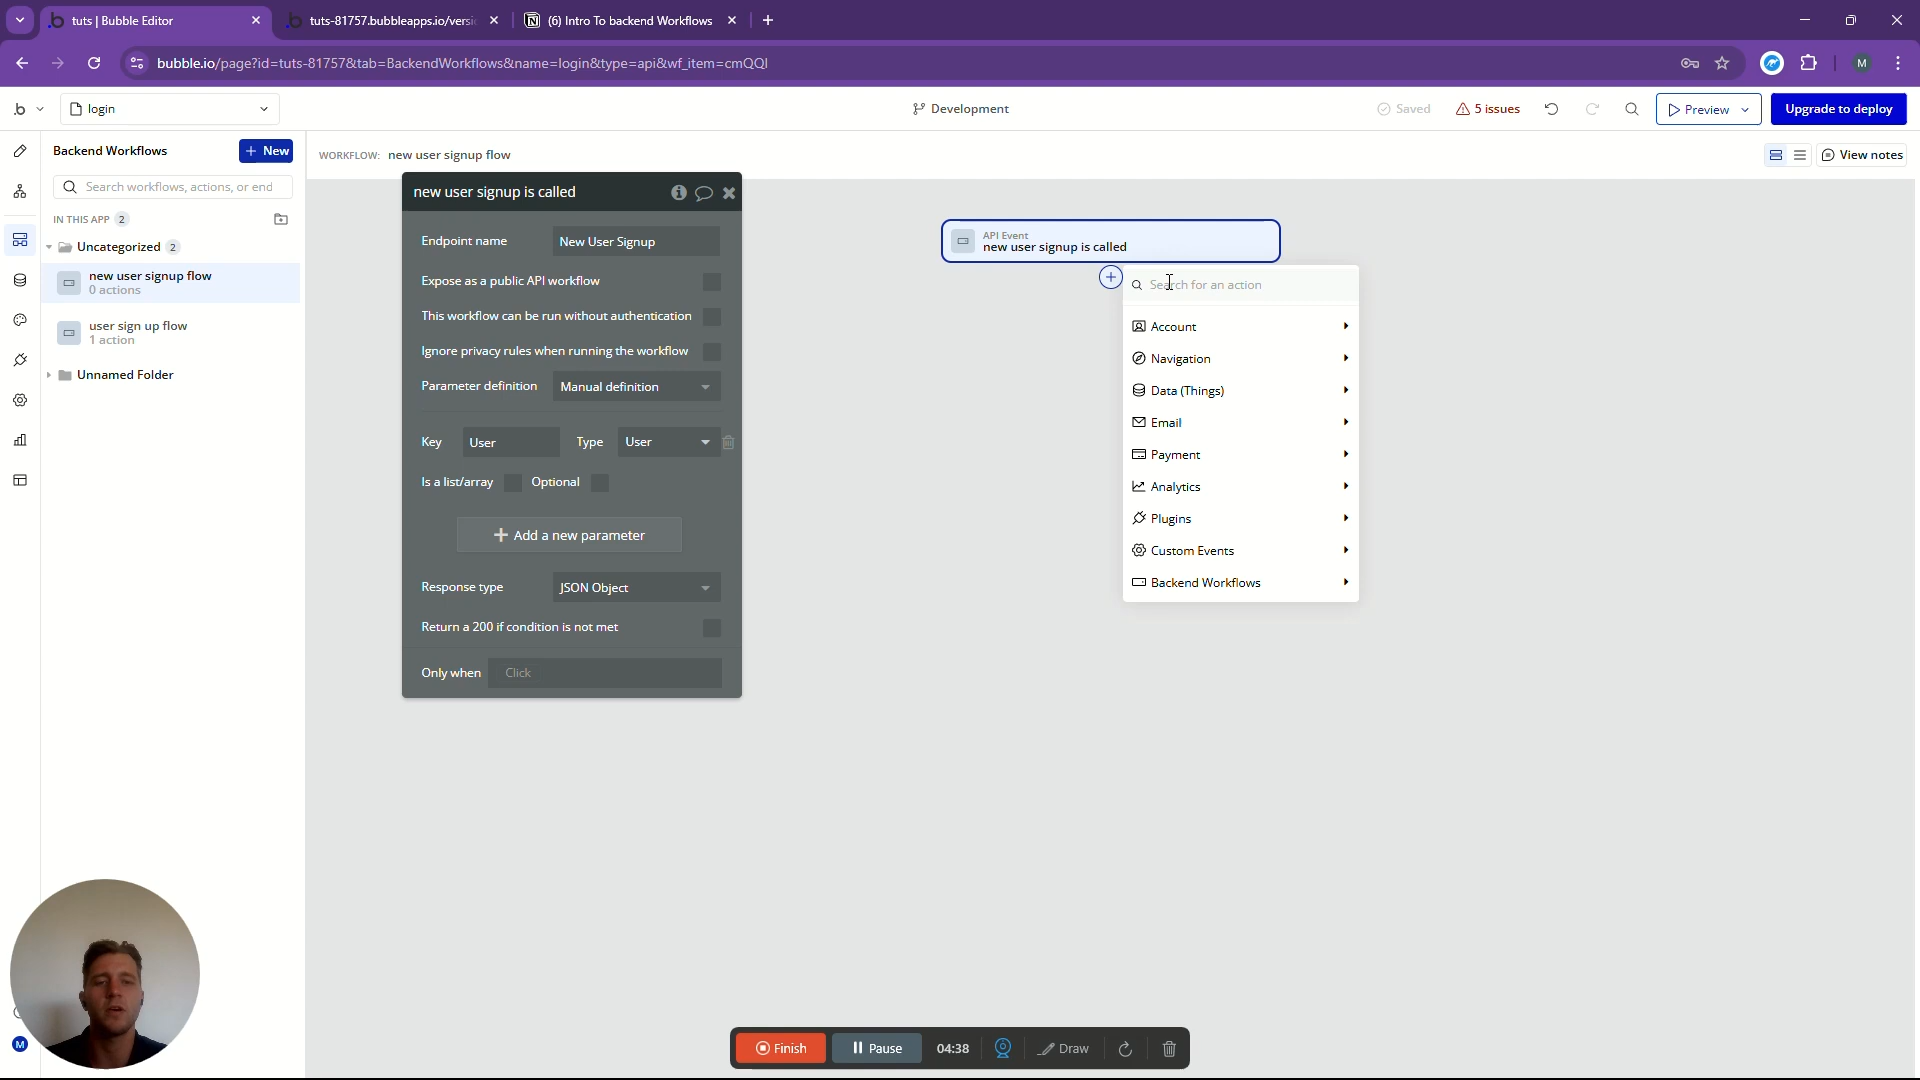 tuts | Bubble Editor
tuts-81757.bubbleapps.io/versi
(6) Intro To backend Workflows
bubble.io/page?id=tuts-81757&tab=BackendWorkflows&name=login&type=api&wf_item=cmQQI
M
login
Development
Saved
5 issues
Preview
Upgrade to deploy
Backend Workflows
New
WORKFLOW: new user signup flow
View notes
Search workflows, actions, or end
IN THIS APP 2
Uncategorized 2
new user signup flow
0 actions
user sign up flow
1 action
Unnamed Folder
new user signup is called
Endpoint name New User Signup
Expose as a public API workflow
This workflow can be run without authentication
Ignore privacy rules when running the workflow
Parameter definition Manual definition
Key User Type User
Is a list/array Optional
Add a new parameter
Response type JSON Object
Return a 200 if condition is not met
Only when Click
API Event
new user signup is called
Search for an action
Account
Navigation
Data (Things)
Email
Payment
Analytics
Plugins
Custom Events
Backend Workflows
M
Finish
Pause
04:38
Draw